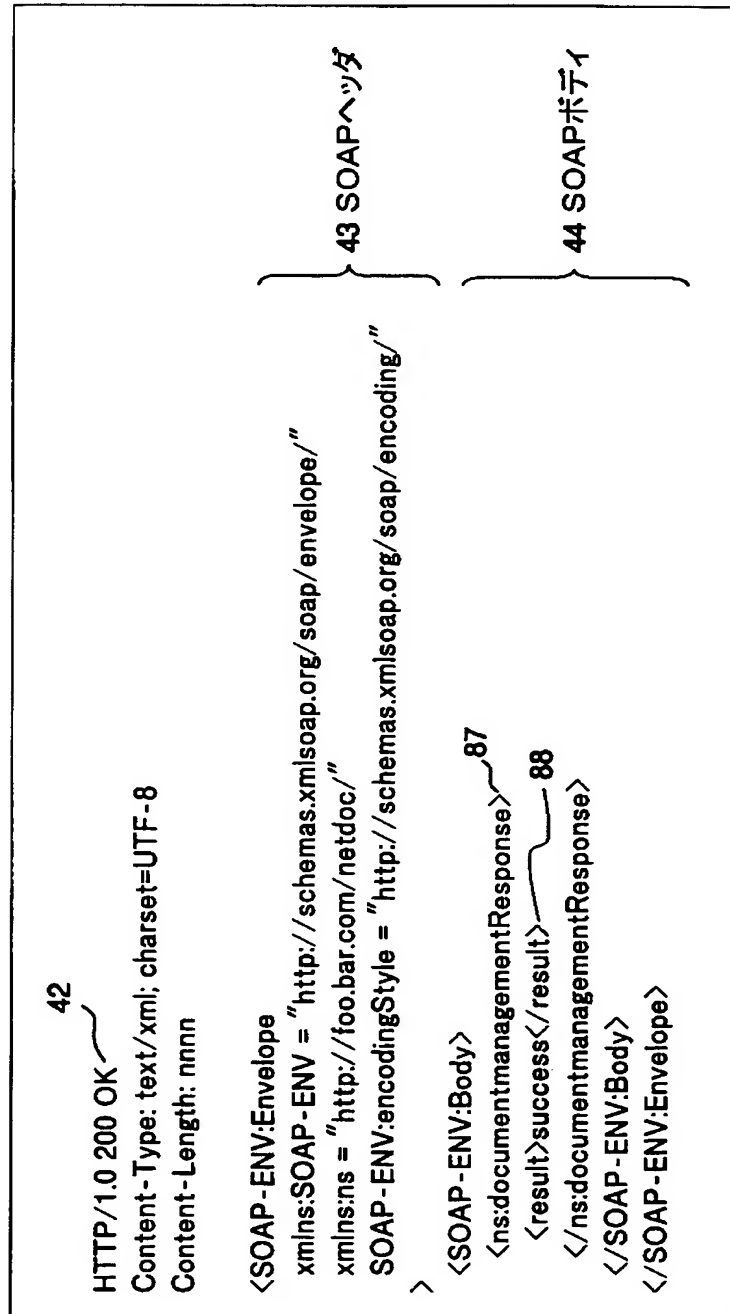 42
HTTP/1.0 200 OK
Content-Type: text/xml; charset=UTF-8
Content-Length: nnnn
<SOAP-ENV:Envelope
xmlns:SOAP-ENV = "http://schemas.xmlsoap.org/soap/envelope/"
xmlns:ns = "http://foo.bar.com/netdoc/"
SOAP-ENV:encodingStyle = "http://schemas.xmlsoap.org/soap/encoding/"
>
43 SOAPヘッダ
<SOAP-ENV:Body>
<ns:documentmanagementResponse> 87
<result>success</result> 88
</ns:documentmanagementResponse>
</SOAP-ENV:Body>
</SOAP-ENV:Envelope>
44 SOAPボディ